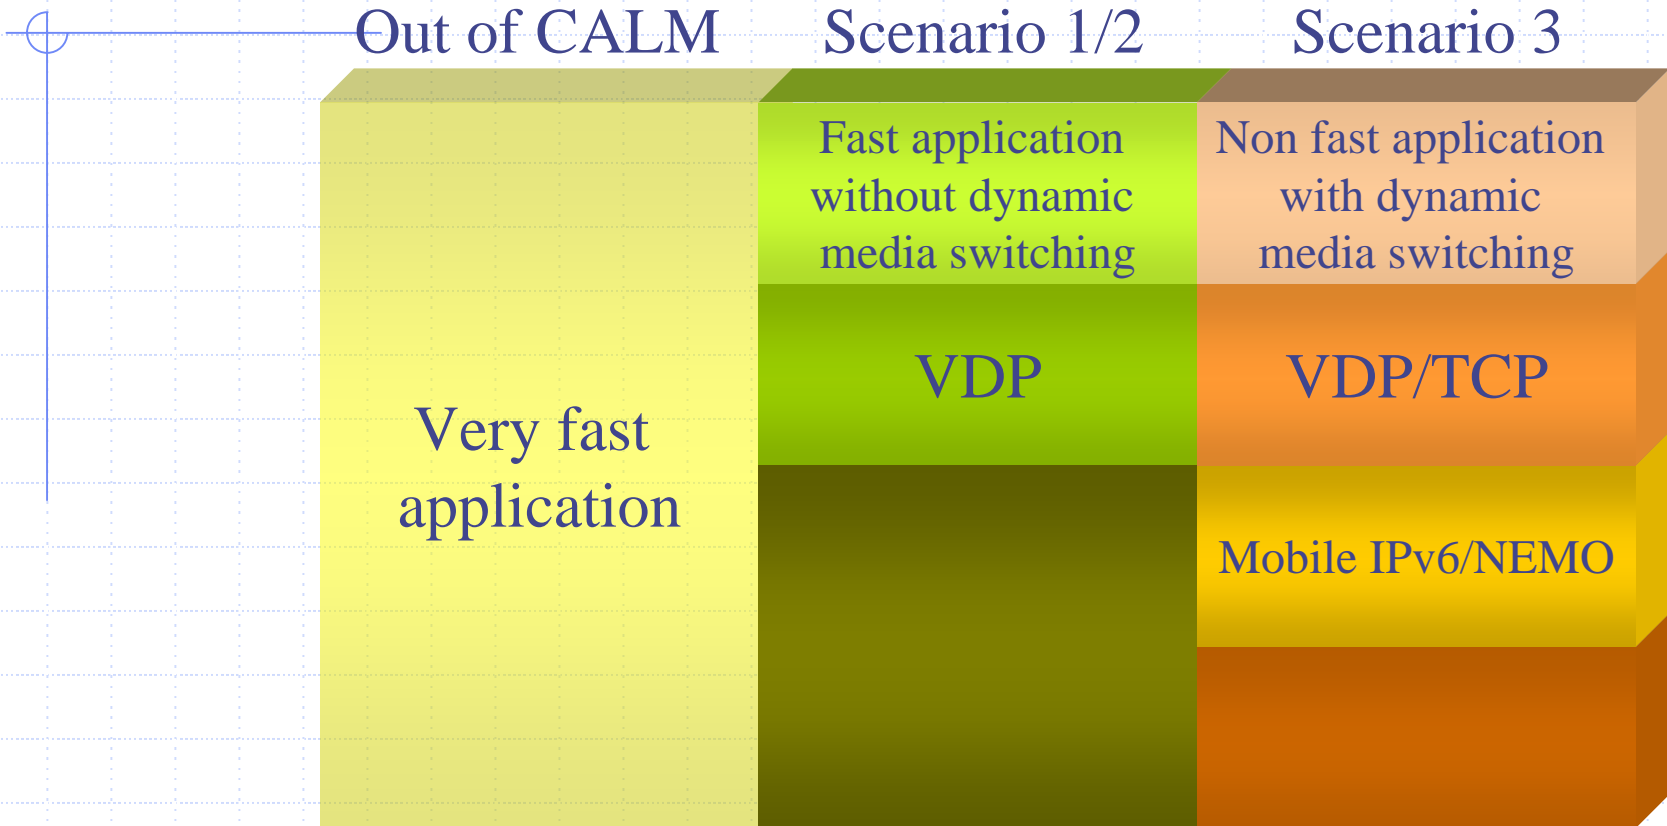 Out of CALM
Scenario 1/2
Scenario 3
Very fast
application
Fast application
without dynamic
media switching
VDP
Non fast application
with dynamic
media switching
VDP/TCP
Mobile IPv6/NEMO